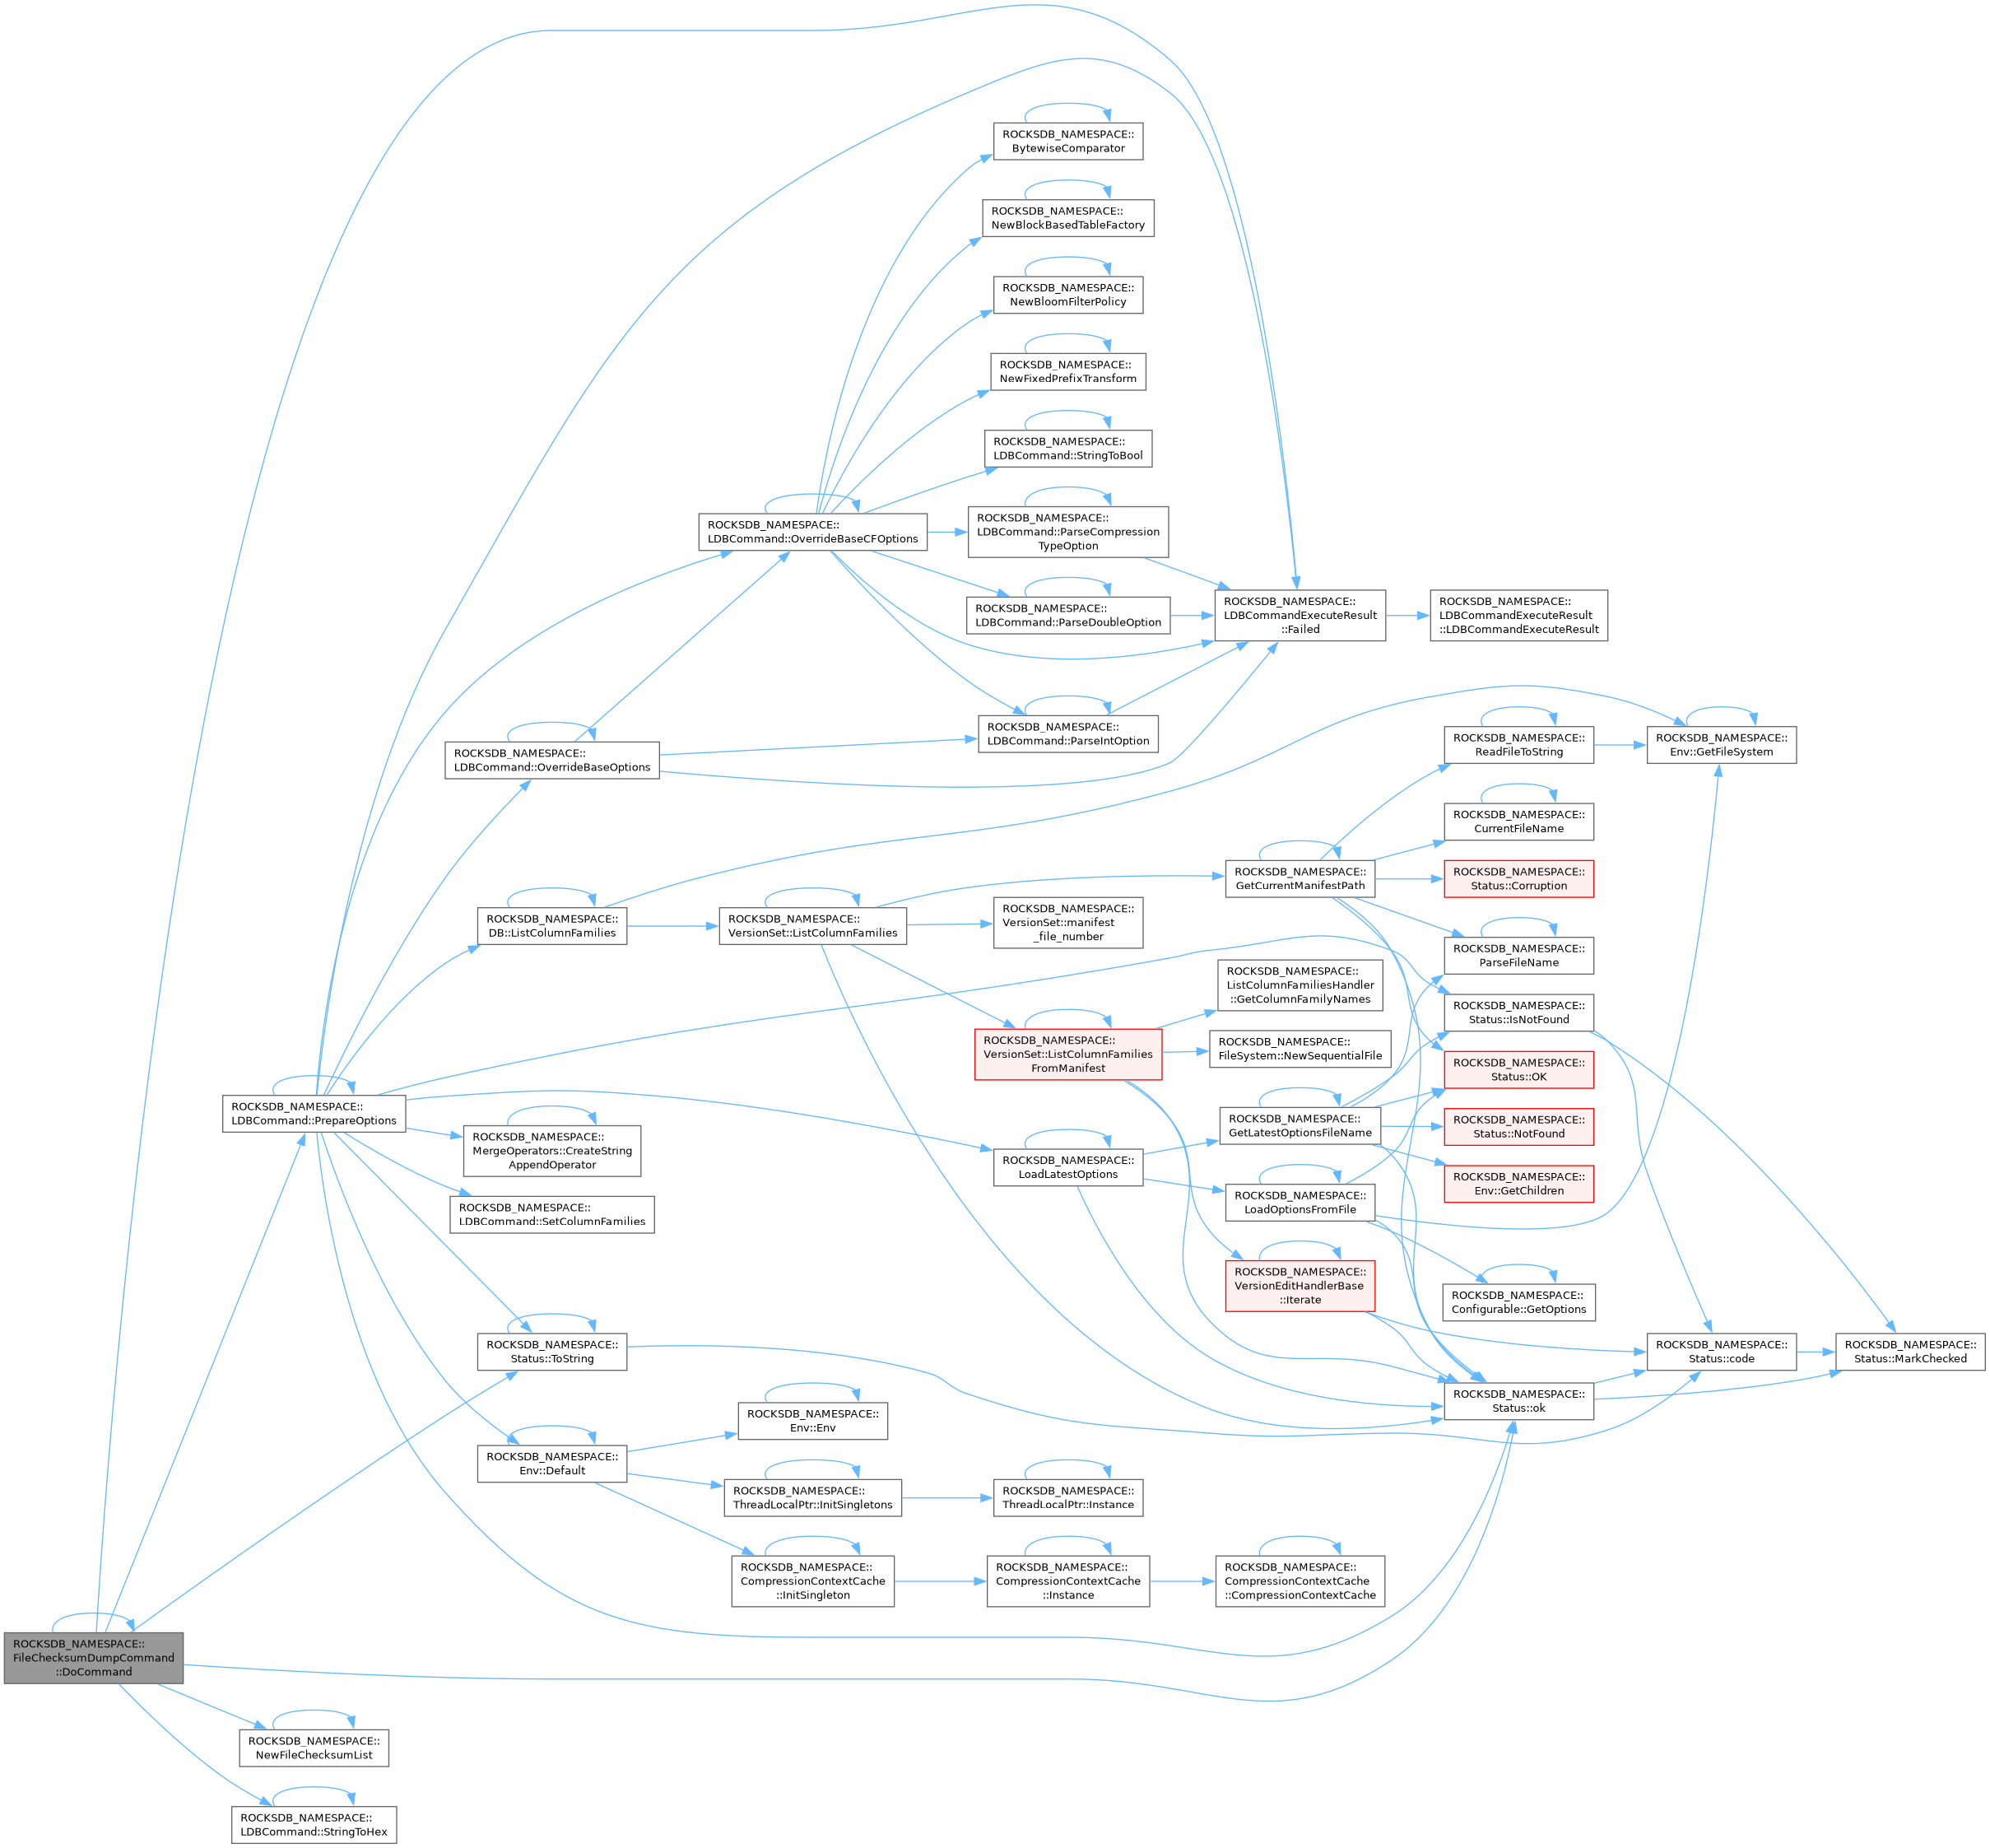 ROCKSDB_NAMESPACE::
FileChecksumDumpCommand
::DoCommand
ROCKSDB_NAMESPACE::
LDBCommand::PrepareOptions
ROCKSDB_NAMESPACE::
NewFileChecksumList
ROCKSDB_NAMESPACE::
LDBCommand::StringToHex
ROCKSDB_NAMESPACE::
LDBCommand::OverrideBaseOptions
ROCKSDB_NAMESPACE::
DB::ListColumnFamilies
ROCKSDB_NAMESPACE::
MergeOperators::CreateString
AppendOperator
ROCKSDB_NAMESPACE::
LDBCommand::SetColumnFamilies
ROCKSDB_NAMESPACE::
Status::ToString
ROCKSDB_NAMESPACE::
Env::Default
ROCKSDB_NAMESPACE::
LDBCommand::OverrideBaseCFOptions
ROCKSDB_NAMESPACE::
VersionSet::ListColumnFamilies
ROCKSDB_NAMESPACE::
Env::Env
ROCKSDB_NAMESPACE::
ThreadLocalPtr::InitSingletons
ROCKSDB_NAMESPACE::
CompressionContextCache
::InitSingleton
ROCKSDB_NAMESPACE::
BytewiseComparator
ROCKSDB_NAMESPACE::
NewBlockBasedTableFactory
ROCKSDB_NAMESPACE::
NewBloomFilterPolicy
ROCKSDB_NAMESPACE::
NewFixedPrefixTransform
ROCKSDB_NAMESPACE::
LDBCommand::StringToBool
ROCKSDB_NAMESPACE::
LDBCommand::ParseCompression
TypeOption
ROCKSDB_NAMESPACE::
LDBCommand::ParseDoubleOption
ROCKSDB_NAMESPACE::
LDBCommand::ParseIntOption
ROCKSDB_NAMESPACE::
VersionSet::manifest
_file_number
ROCKSDB_NAMESPACE::
VersionSet::ListColumnFamilies
FromManifest
ROCKSDB_NAMESPACE::
LoadLatestOptions
ROCKSDB_NAMESPACE::
ThreadLocalPtr::Instance
ROCKSDB_NAMESPACE::
CompressionContextCache
::Instance
ROCKSDB_NAMESPACE::
LDBCommandExecuteResult
::Failed
ROCKSDB_NAMESPACE::
GetCurrentManifestPath
ROCKSDB_NAMESPACE::
ListColumnFamiliesHandler
::GetColumnFamilyNames
ROCKSDB_NAMESPACE::
FileSystem::NewSequentialFile
ROCKSDB_NAMESPACE::
GetLatestOptionsFileName
ROCKSDB_NAMESPACE::
LoadOptionsFromFile
ROCKSDB_NAMESPACE::
VersionEditHandlerBase
::Iterate
ROCKSDB_NAMESPACE::
CompressionContextCache
::CompressionContextCache
ROCKSDB_NAMESPACE::
LDBCommandExecuteResult
::LDBCommandExecuteResult
ROCKSDB_NAMESPACE::
ReadFileToString
ROCKSDB_NAMESPACE::
CurrentFileName
ROCKSDB_NAMESPACE::
Status::Corruption
ROCKSDB_NAMESPACE::
ParseFileName
ROCKSDB_NAMESPACE::
Status::IsNotFound
ROCKSDB_NAMESPACE::
Status::OK
ROCKSDB_NAMESPACE::
Status::NotFound
ROCKSDB_NAMESPACE::
Env::GetChildren
ROCKSDB_NAMESPACE::
Configurable::GetOptions
ROCKSDB_NAMESPACE::
Status::ok
ROCKSDB_NAMESPACE::
Env::GetFileSystem
ROCKSDB_NAMESPACE::
Status::code
ROCKSDB_NAMESPACE::
Status::MarkChecked